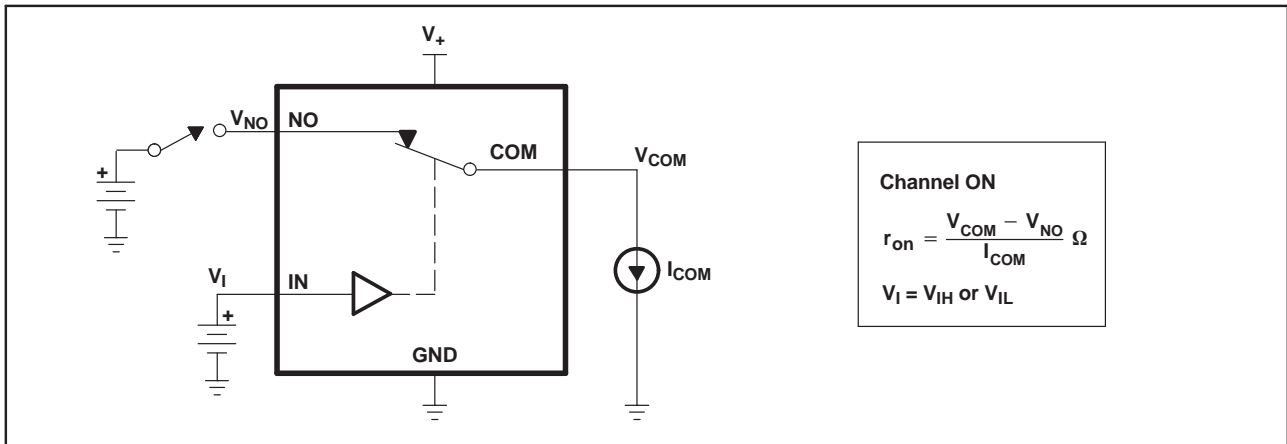 V+
VNO NO
COM VCOM
+
VI IN
+
ICOM
GND
Channel ON
ron = VCOM − VNO / ICOM Ω
VI = VIH or VIL